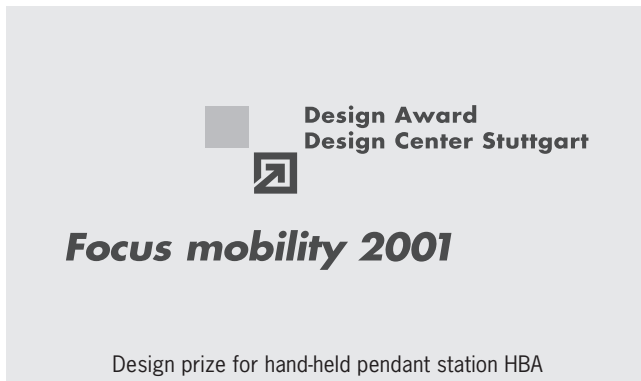 Design Award
Design Center Stuttgart
Focus mobility 2001
Design prize for hand-held pendant station HBA